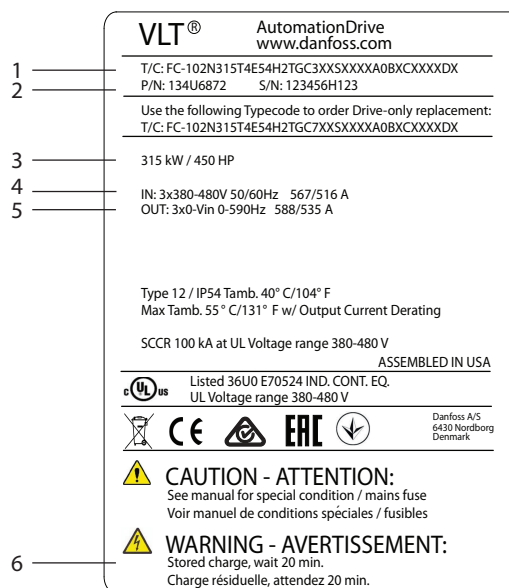 VLT® AutomationDrive
www.danfoss.com
1 T/C: FC-102N315T4E54H2TGC3XXSXXXXA0BXCXXXXDX
2 P/N: 134U6872 S/N: 123456H123
Use the following Typecode to order Drive-only replacement:
T/C: FC-102N315T4E54H2TGC7XXSXXXXA0BXCXXXXDX
3 315 kW / 450 HP
4 IN: 3x380-480V 50/60Hz 567/516 A
5 OUT: 3x0-Vin 0-590Hz 588/535 A
Type 12 / IP54 Tamb. 40° C/104° F
Max Tamb. 55° C/131° F w/ Output Current Derating
SCCR 100 kA at UL Voltage range 380-480 V
ASSEMBLED IN USA
c UL us Listed 36U0 E70524 IND. CONT. EQ.
UL Voltage range 380-480 V
CE EAC Danfoss A/S
6430 Nordborg
Denmark
CAUTION - ATTENTION:
See manual for special condition / mains fuse
Voir manuel de conditions spéciales / fusibles
WARNING - AVERTISSEMENT:
6 Stored charge, wait 20 min.
Charge résiduelle, attendez 20 min.